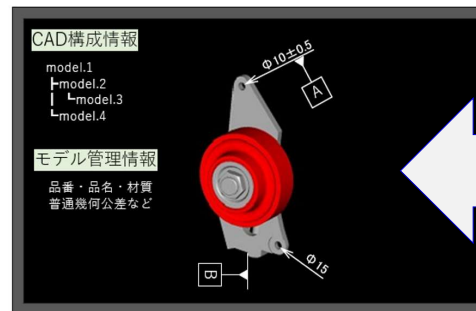 CAD構成情報
model.1
┣model.2
┃ ┗model.3
┗model.4
モデル管理情報
品番・品名・材質
普通幾何公差など
Φ10±0.5
A
B
Φ15